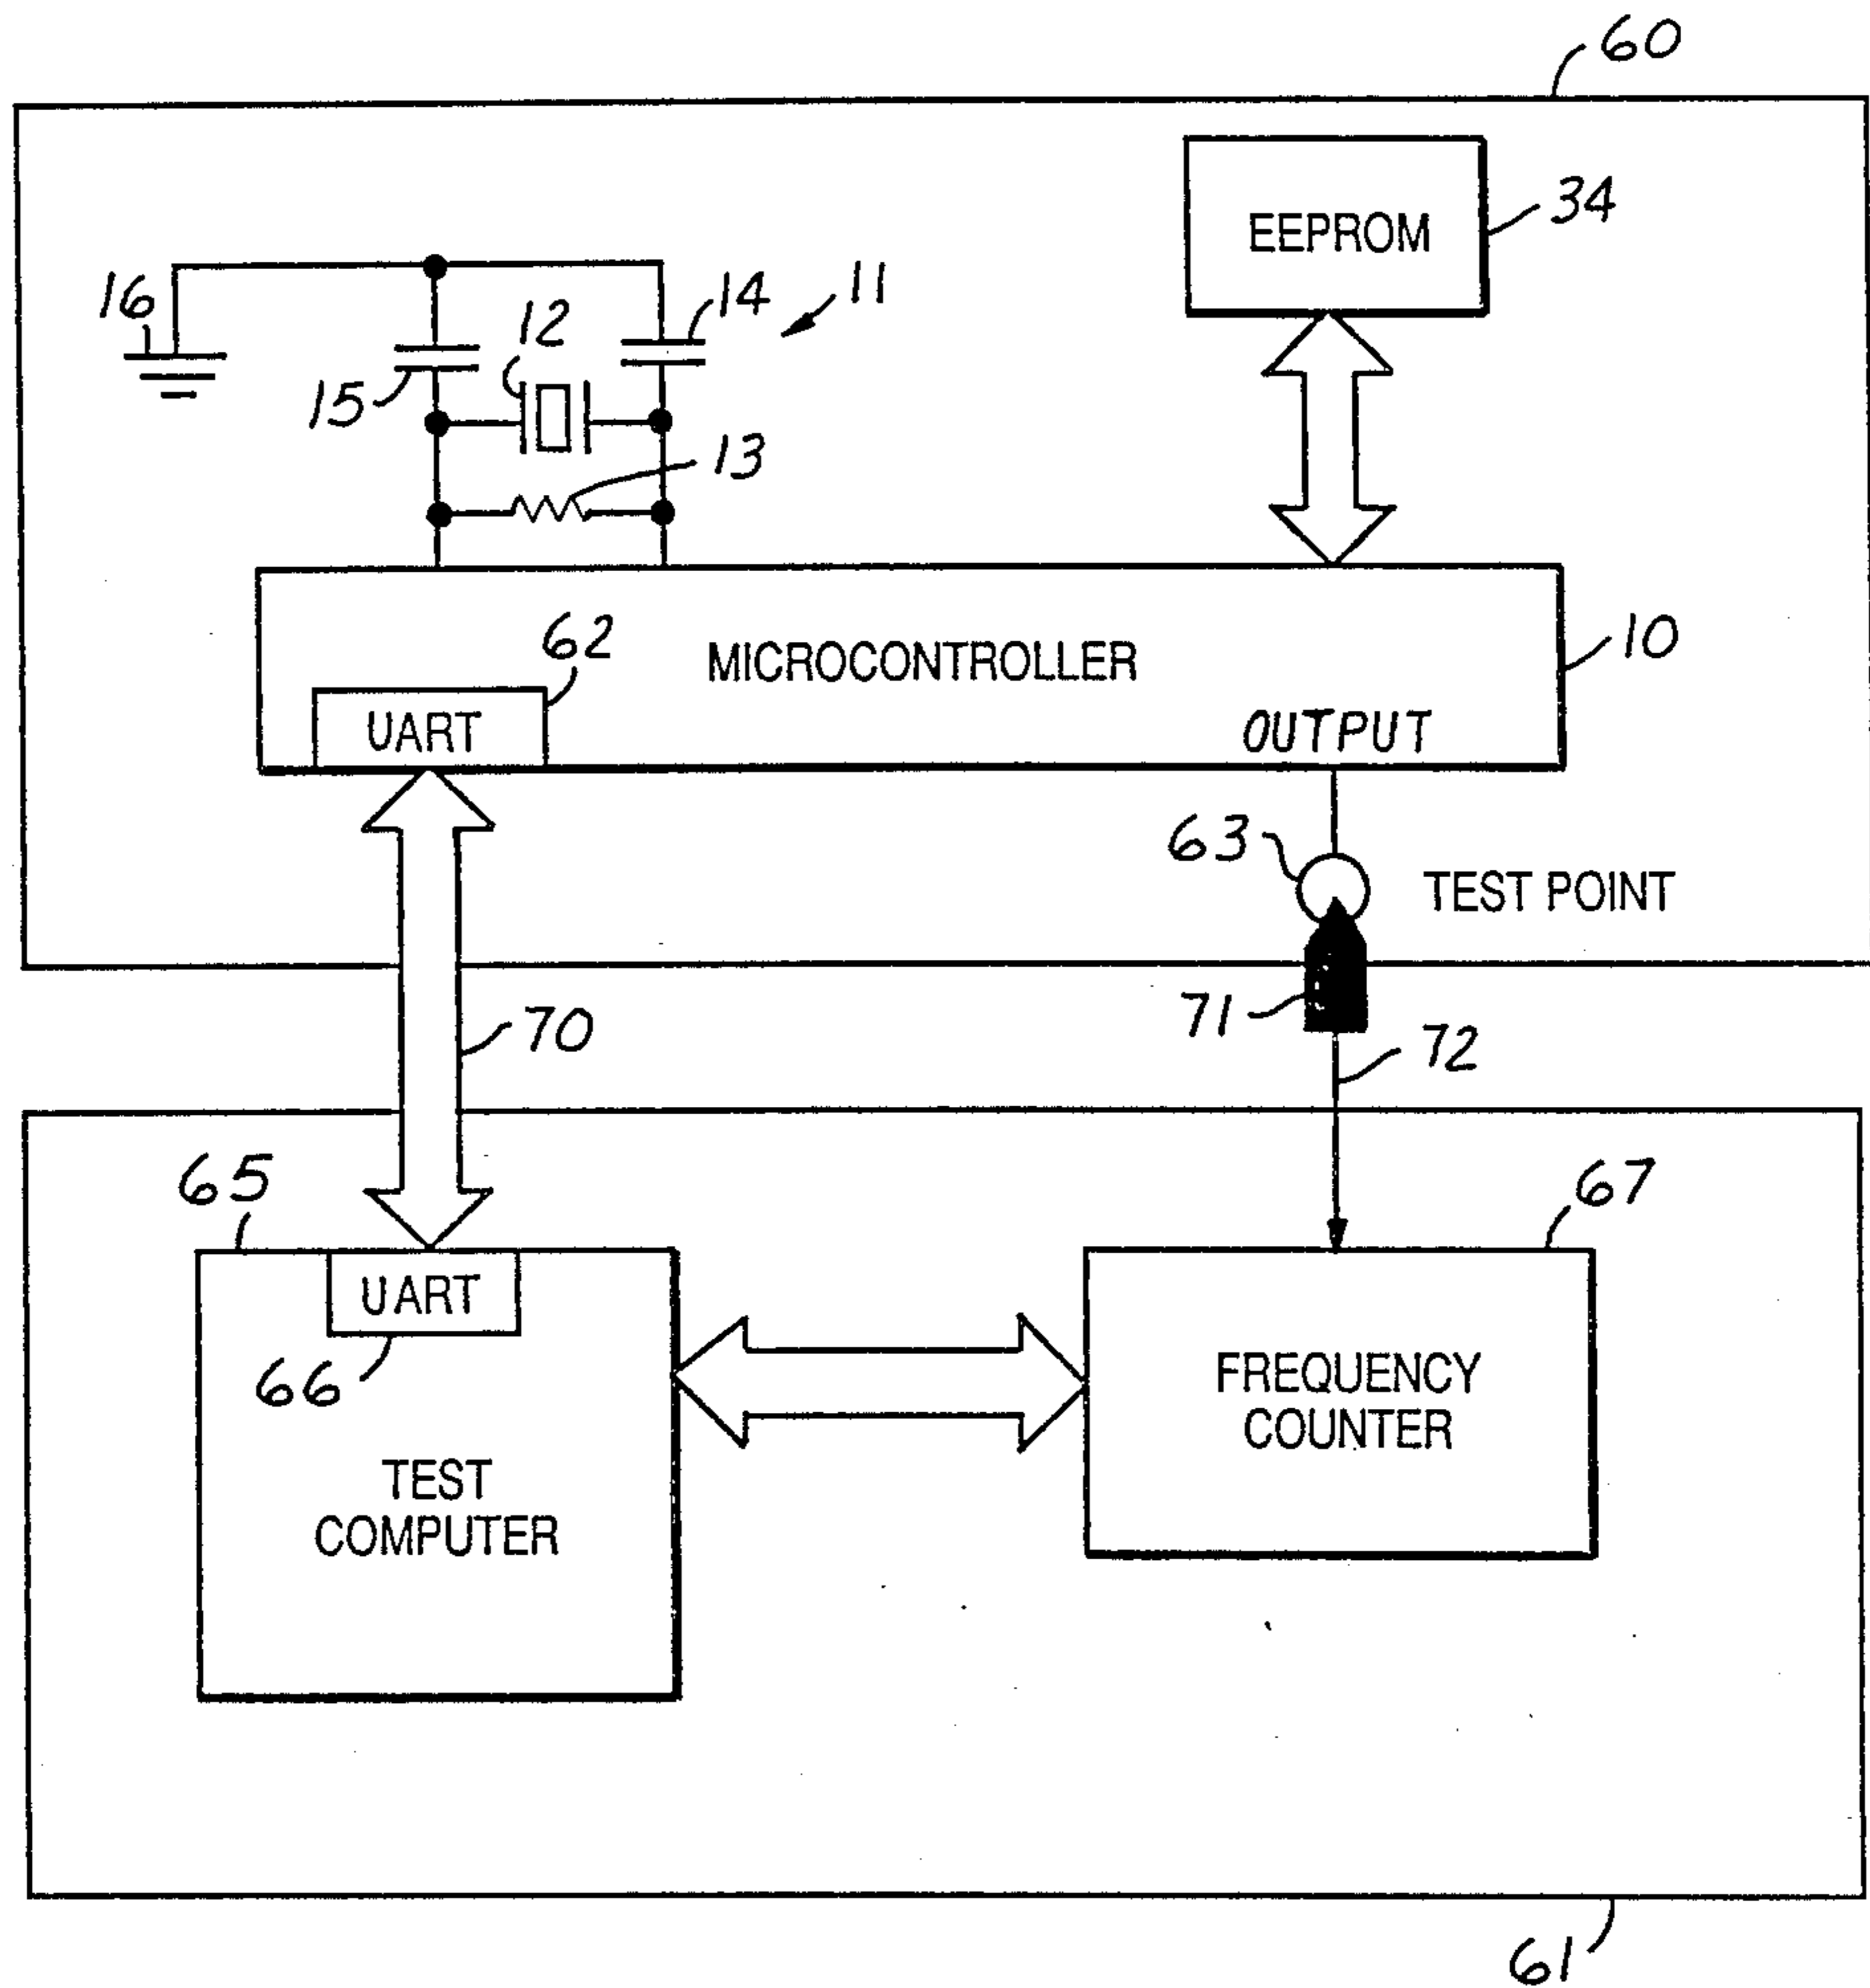 60
EEPROM
34
16
12
14
11
15
13
62
MICROCONTROLLER
10
UART
OUTPUT
63
TEST POINT
71
70
72
65
67
UART
66
FREQUENCY
COUNTER
TEST
COMPUTER
61